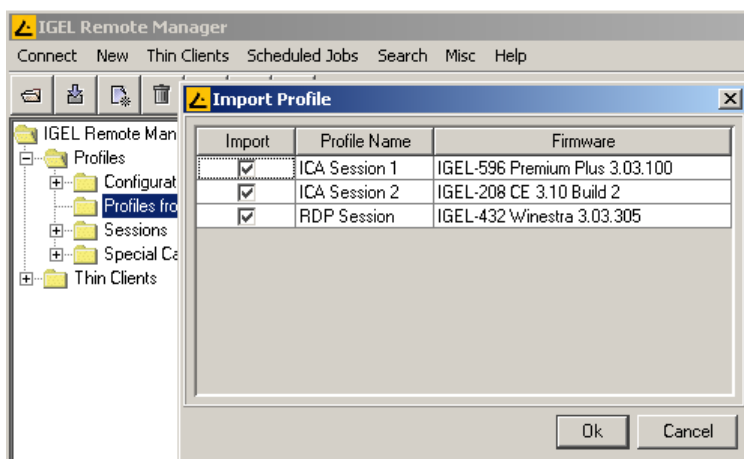 IGEL Remote Manager
Connect New Thin Clients Scheduled Jobs Search Misc Help
Import Profile
IGEL Remote Man
Profiles
Configurat
Profiles fro
Sessions
Special Ca
Thin Clients
Import Profile Name Firmware
ICA Session 1 IGEL-596 Premium Plus 3.03.100
ICA Session 2 IGEL-208 CE 3.10 Build 2
RDP Session IGEL-432 Winestra 3.03.305
Ok Cancel